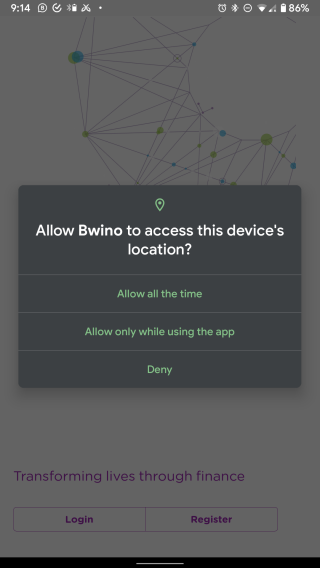 9:14
86%
Allow Bwino to access this device's
location?
Allow all the time
Allow only while using the app
Deny
Transforming lives through finance
Login
Register